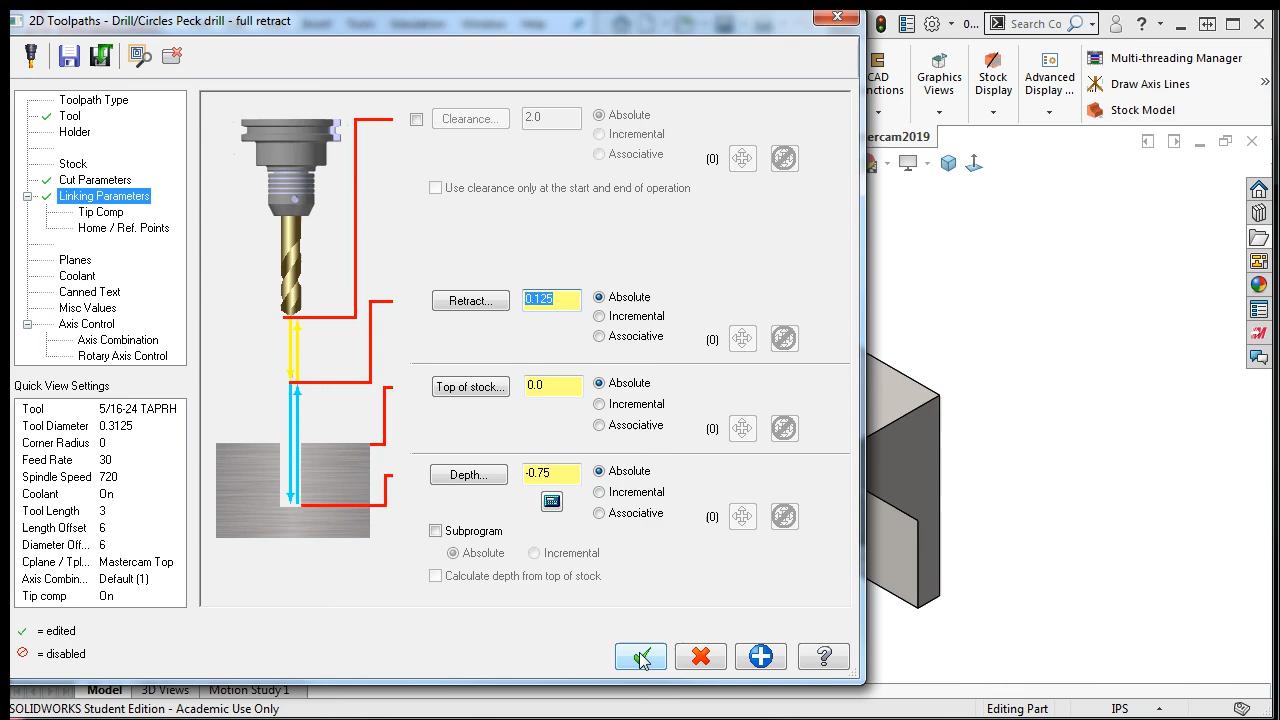 2D Toolpaths - Drill/Circles Peck drill - full retract
0...
Search Co
?
CAD
nctions
Graphics
Views
Stock
Display
Advanced
Display ...
Multi-threading Manager
Draw Axis Lines
Stock Model
ercam2019
Toolpath Type
Tool
Holder
Stock
Cut Parameters
Linking Parameters
Tip Comp
Home / Ref. Points
Planes
Coolant
Canned Text
Misc Values
Axis Control
Axis Combination
Rotary Axis Control
Quick View Settings
Tool 5/16-24 TAPRH
Tool Diameter 0.3125
Corner Radius 0
Feed Rate 30
Spindle Speed 720
Coolant On
Tool Length 3
Length Offset 6
Diameter Off... 6
Cplane / Tpl... Mastercam Top
Axis Combin... Default (1)
Tip comp On
= edited
= disabled
Clearance... 2.0
Absolute
Incremental
Associative (0)
Use clearance only at the start and end of operation
Retract... 0.125
Absolute
Incremental
Associative (0)
Top of stock... 0.0
Absolute
Incremental
Associative (0)
Depth... -0.75
Absolute
Incremental
Associative (0)
Subprogram
Absolute Incremental
Calculate depth from top of stock
?
Model 3D Views Motion Study 1
SOLIDWORKS Student Edition - Academic Use Only
Editing Part IPS